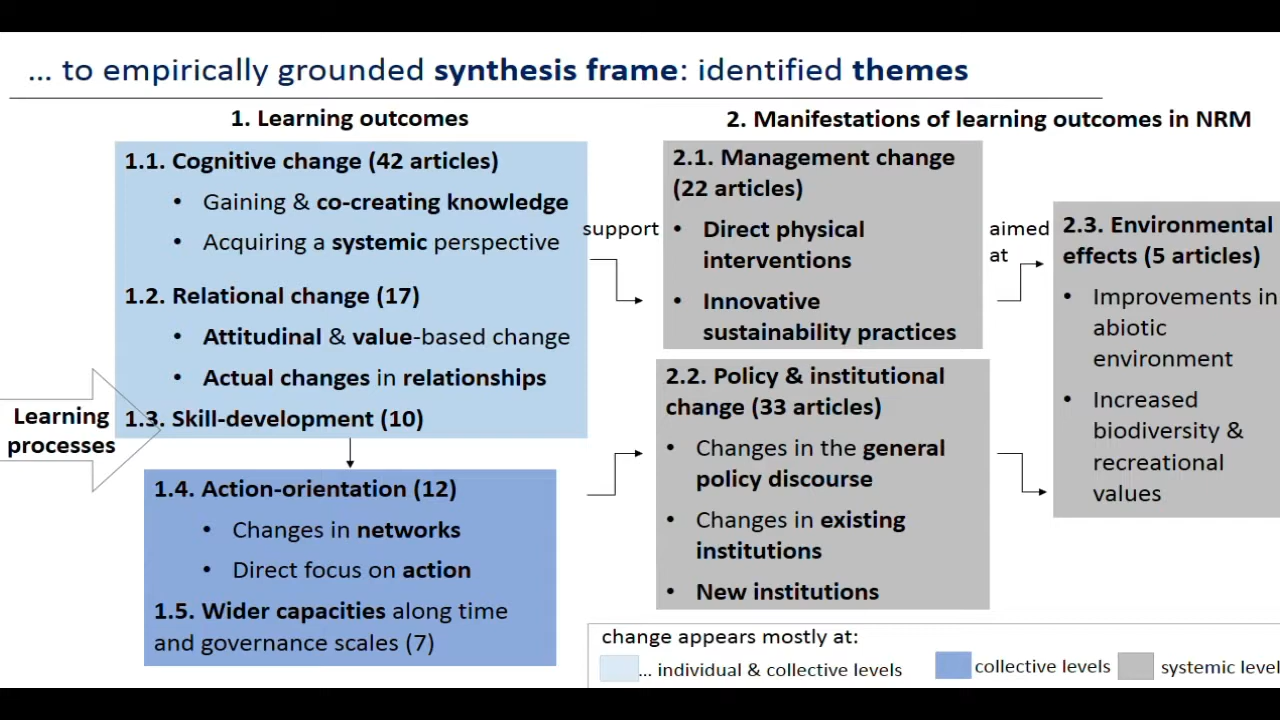 ... to empirically grounded synthesis frame: identified themes
1. Learning outcomes
2. Manifestations of learning outcomes in NRM
Learning
processes
1.1. Cognitive change (42 articles)
• Gaining & co-creating knowledge
• Acquiring a systemic perspective
1.2. Relational change (17)
• Attitudinal & value-based change
• Actual changes in relationships
1.3. Skill-development (10)
1.4. Action-orientation (12)
• Changes in networks
• Direct focus on action
1.5. Wider capacities along time
and governance scales (7)
support
2.1. Management change
(22 articles)
• Direct physical
interventions
• Innovative
sustainability practices
2.2. Policy & institutional
change (33 articles)
• Changes in the general
policy discourse
• Changes in existing
institutions
• New institutions
aimed
at
2.3. Environmental
effects (5 articles)
• Improvements in
abiotic
environment
• Increased
biodiversity &
recreational
values
change appears mostly at:
... individual & collective levels
collective levels
systemic level